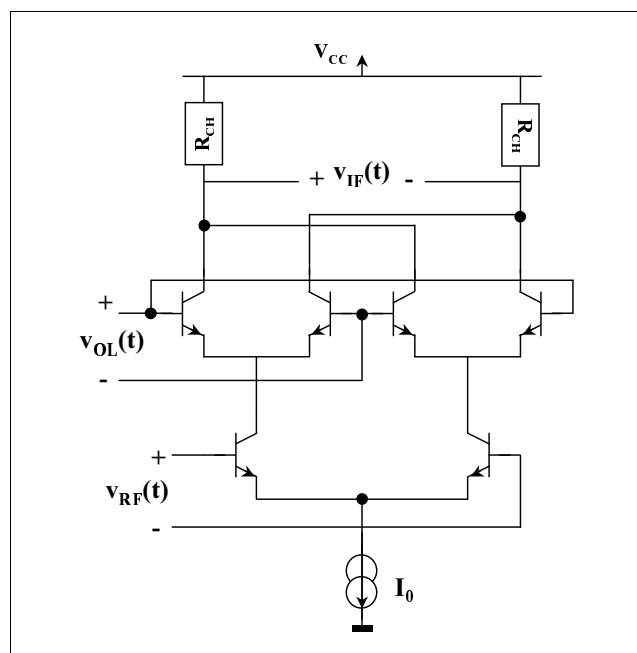 V_CC
R_CH
R_CH
+ v_IF(t) -
+
v_OL(t)
-
+
v_RF(t)
-
I_0